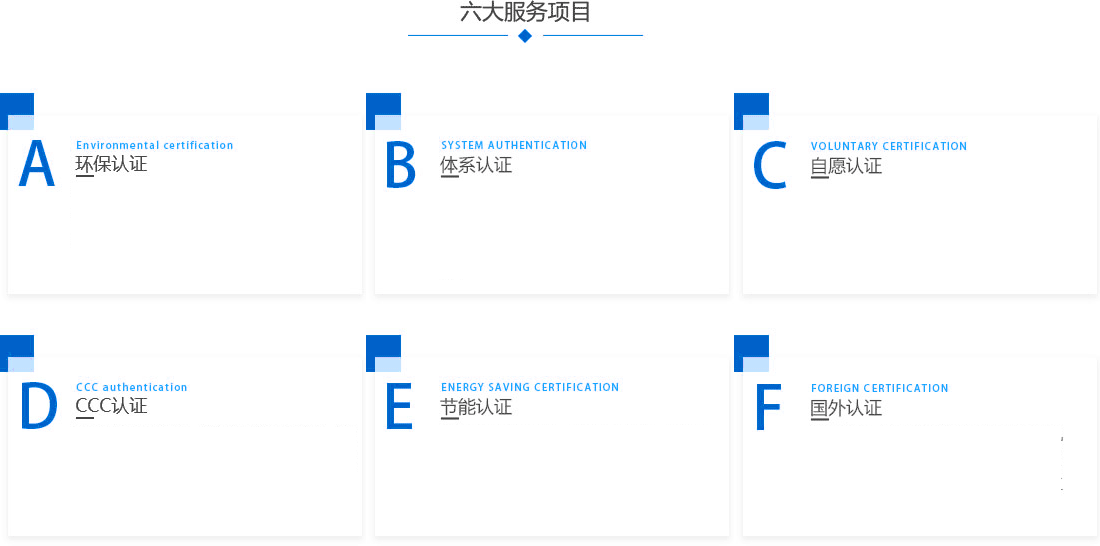 六大服务项目
A
Environmental certification
环保认证
B
SYSTEM AUTHENTICATION
体系认证
C
VOLUNTARY CERTIFICATION
自愿认证
D
CCC authentication
CCC认证
E
ENERGY SAVING CERTIFICATION
节能认证
F
FOREIGN CERTIFICATION
国外认证